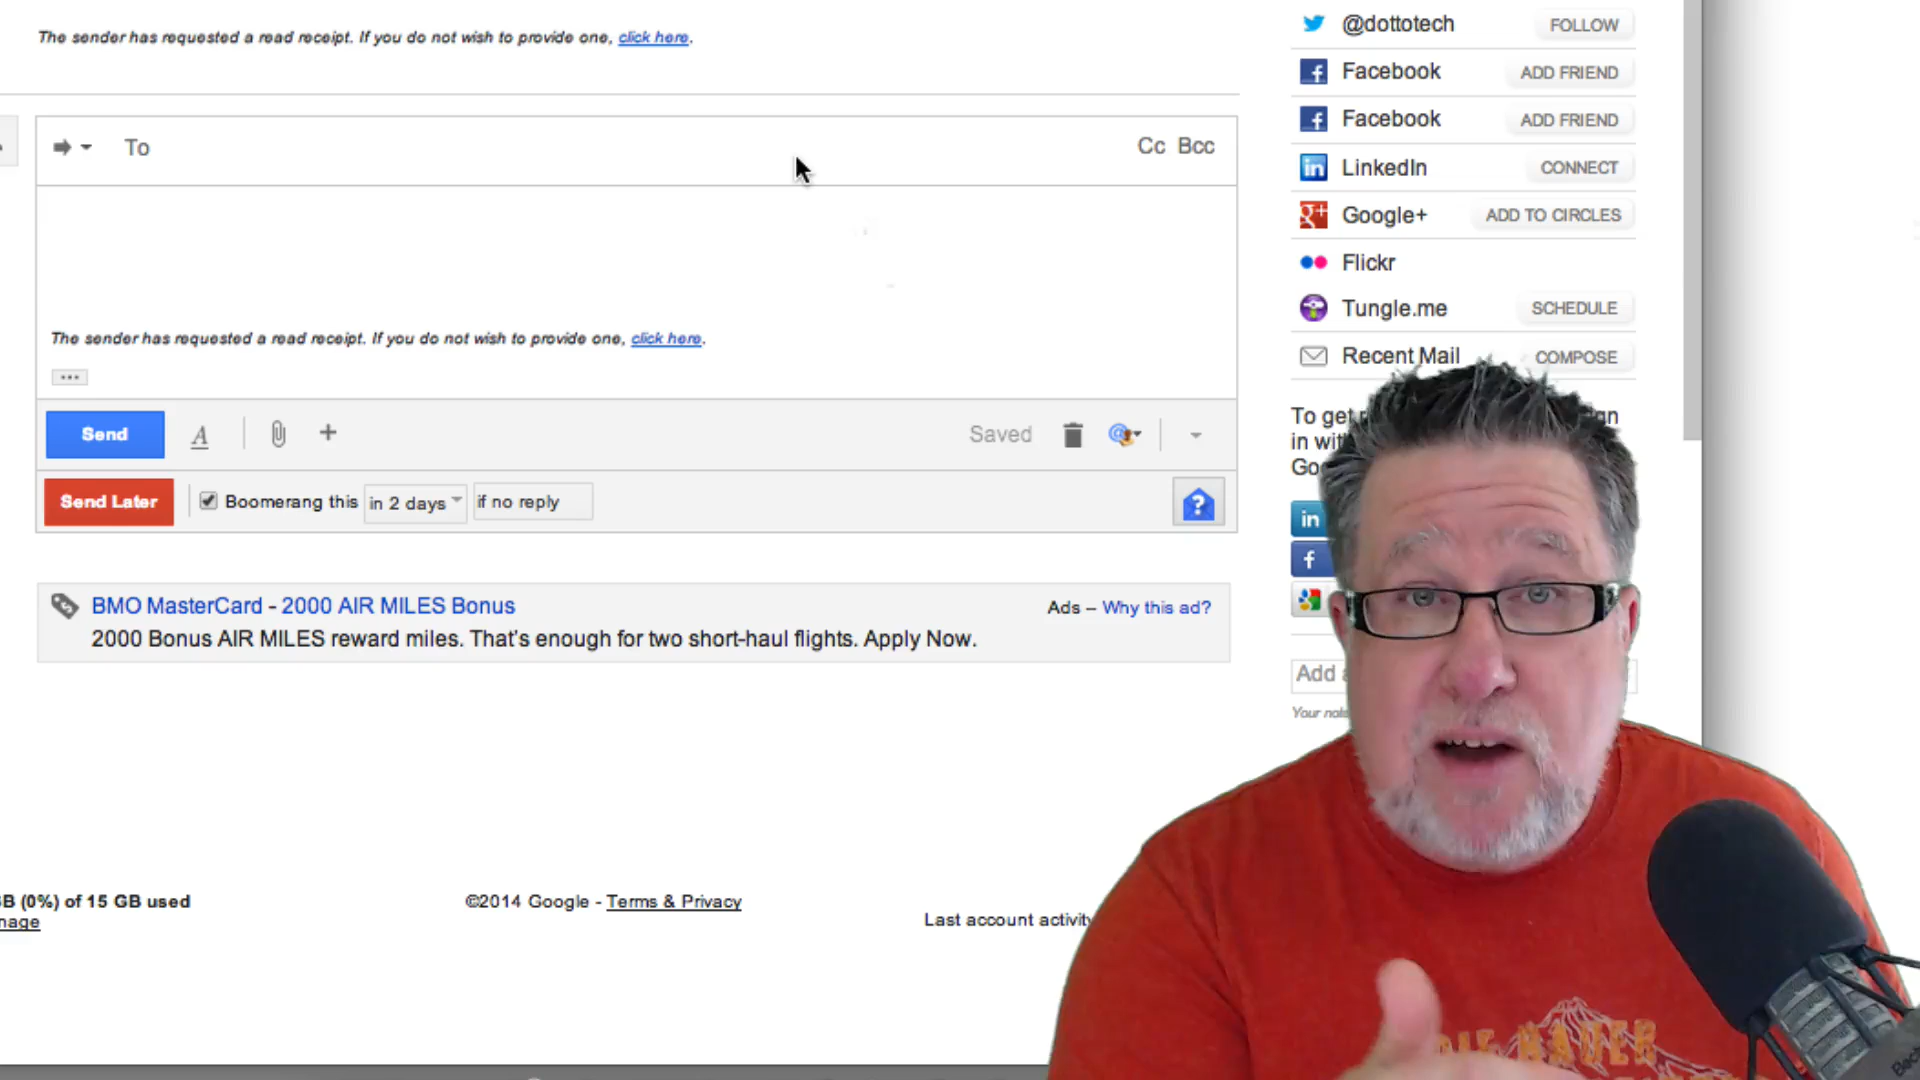 The sender has requested a read receipt. If you do not wish to provide one, click here.
To
Cc Bcc
The sender has requested a read receipt. If you do not wish to provide one, click here.
Send
A
Saved
Send Later
Boomerang this
in 2 days
if no reply
?
BMO MasterCard - 2000 AIR MILES Bonus
Ads – Why this ad?
2000 Bonus AIR MILES reward miles. That's enough for two short-haul flights. Apply Now.
B (0%) of 15 GB used
nage
©2014 Google - Terms & Privacy
Last account activity
@dottotech FOLLOW
Facebook ADD FRIEND
Facebook ADD FRIEND
LinkedIn CONNECT
Google+ ADD TO CIRCLES
Flickr
Tungle.me SCHEDULE
Recent Mail COMPOSE
To get
in
Go
in
f
Add
Your
BAUER